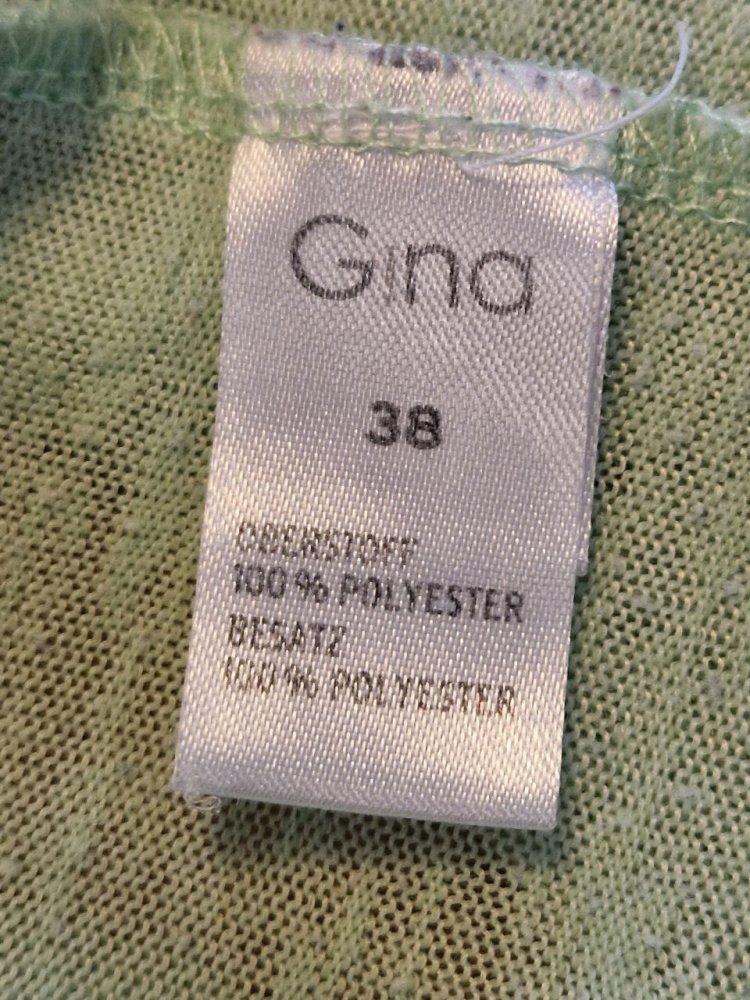 Gina
38
OBERSTOFF
100 % POLYESTER
BESATZ
100 % POLYESTER